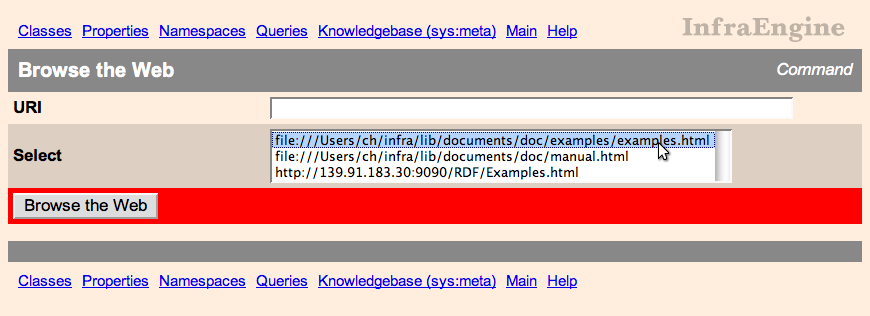 Classes Properties Namespaces Queries Knowledgebase (sys:meta) Main Help InfraEngine
Browse the Web Command
URI
Select
file:///Users/ch/infra/lib/documents/doc/examples/examples.html
file:///Users/ch/infra/lib/documents/doc/manual.html
http://139.91.183.30:9090/RDF/Examples.html
Browse the Web
Classes Properties Namespaces Queries Knowledgebase (sys:meta) Main Help